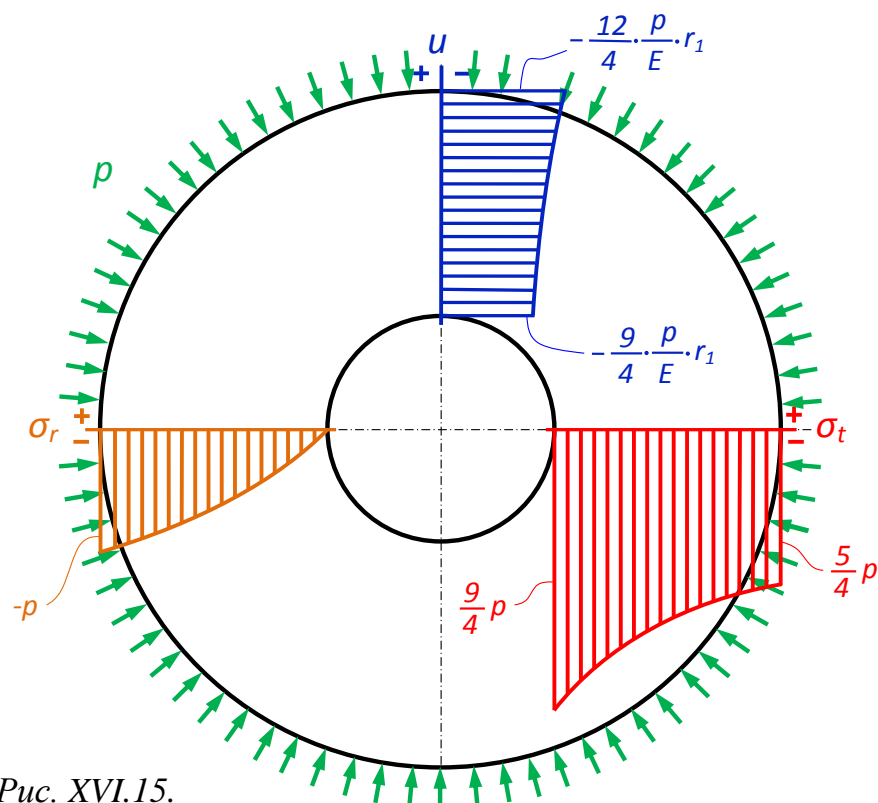 u
+ −
− 12/4 · p/E · r₁
p
− 9/4 · p/E · r₁
σr + −
+ − σt
-p
9/4 p
5/4 p
Рис. XVI.15.